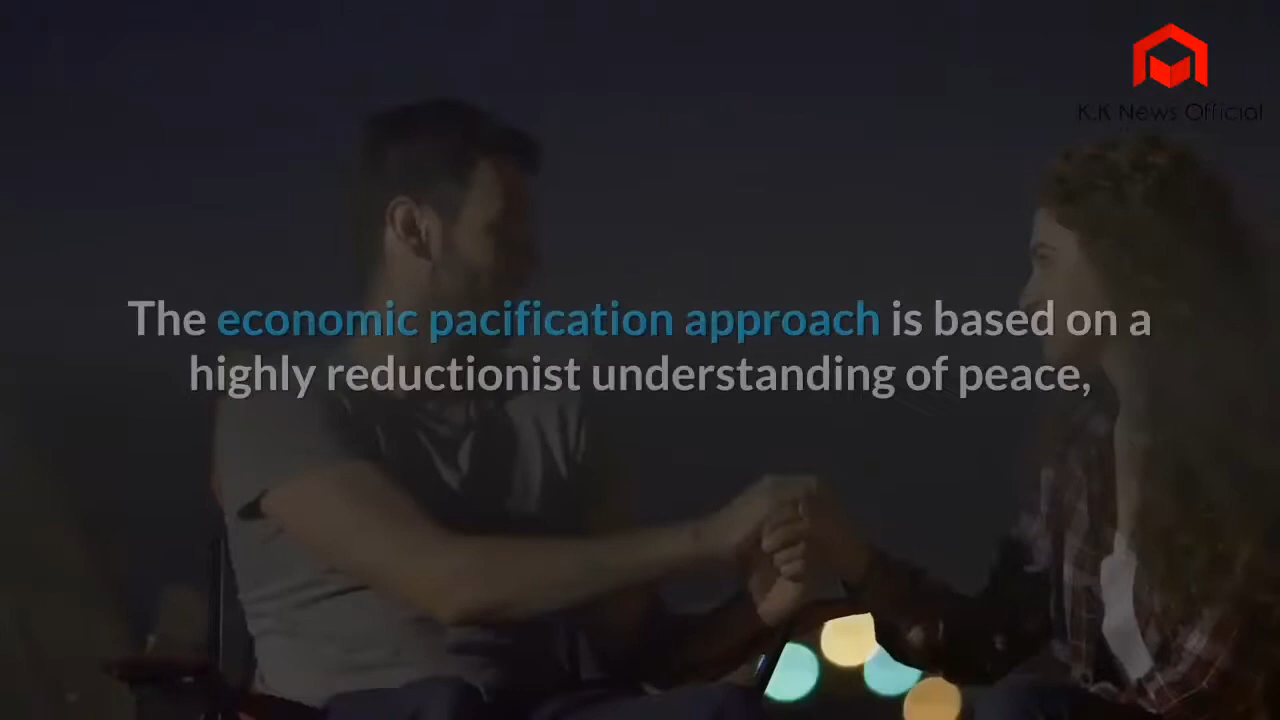 K.K News Official
The economic pacification approach is based on a
highly reductionist understanding of peace,